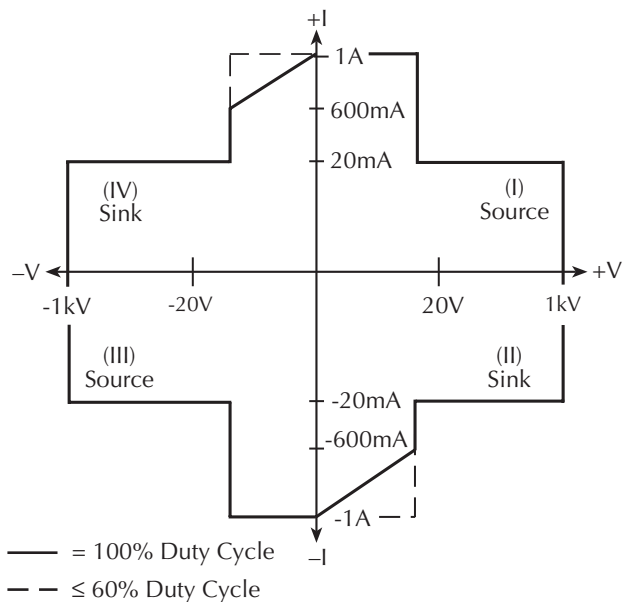 +I
1A
600mA
20mA
(IV)
Sink
(I)
Source
–V
+V
-1kV
-20V
20V
1kV
(III)
Source
(II)
Sink
-20mA
-600mA
-1A
–I
= 100% Duty Cycle
≤ 60% Duty Cycle